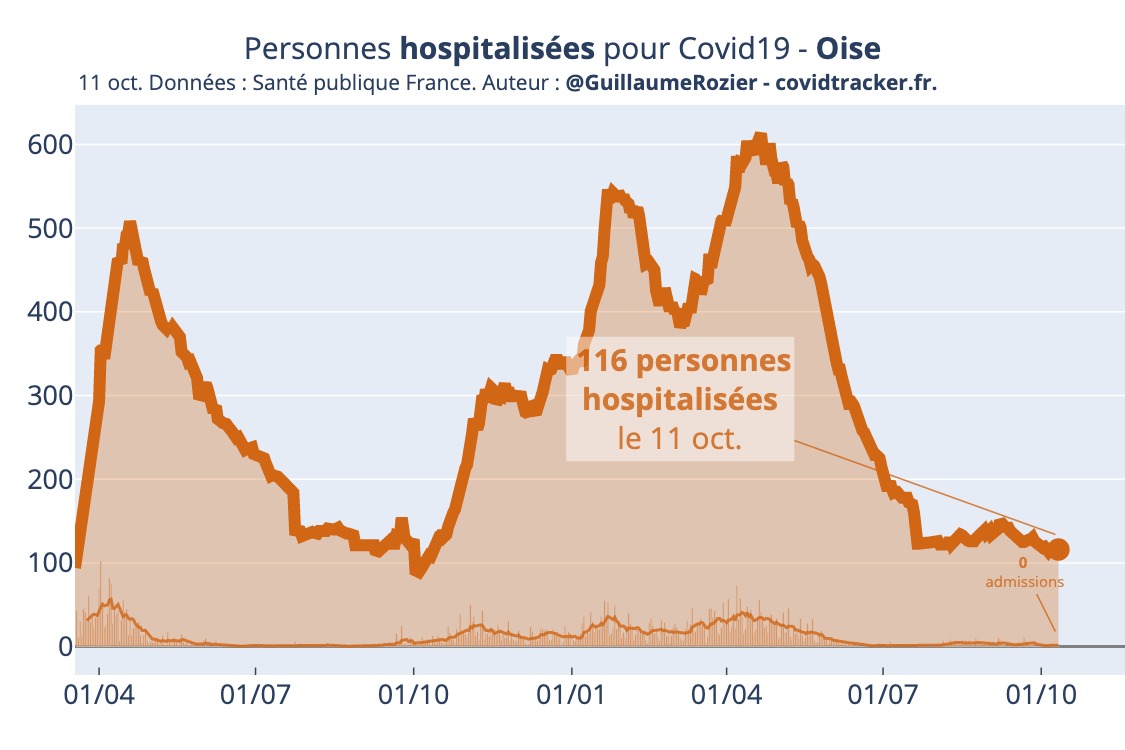 Personnes hospitalisées pour Covid19 - Oise
11 oct. Données : Santé publique France. Auteur : @GuillaumeRozier - covidtracker.fr.
600
500
400
300
200
100
0
116 personnes
hospitalisées
le 11 oct.
0
admissions
01/04
01/07
01/10
01/01
01/04
01/07
01/10